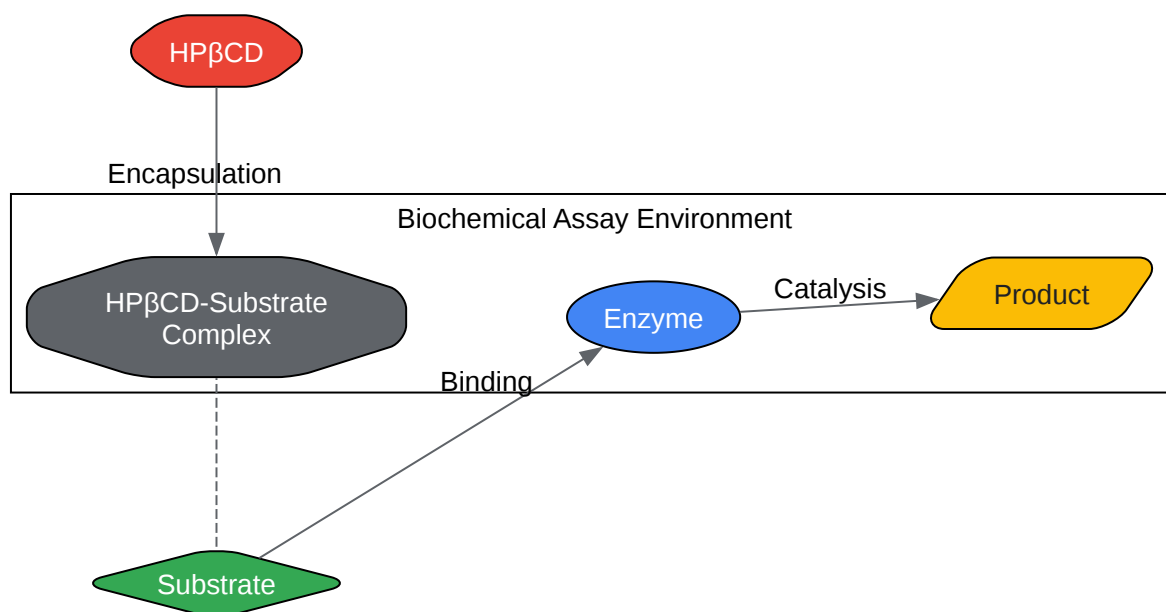 HPβCD
Encapsulation
Biochemical Assay Environment
HPβCD-Substrate
Complex
Enzyme
Catalysis
Product
Binding
Substrate